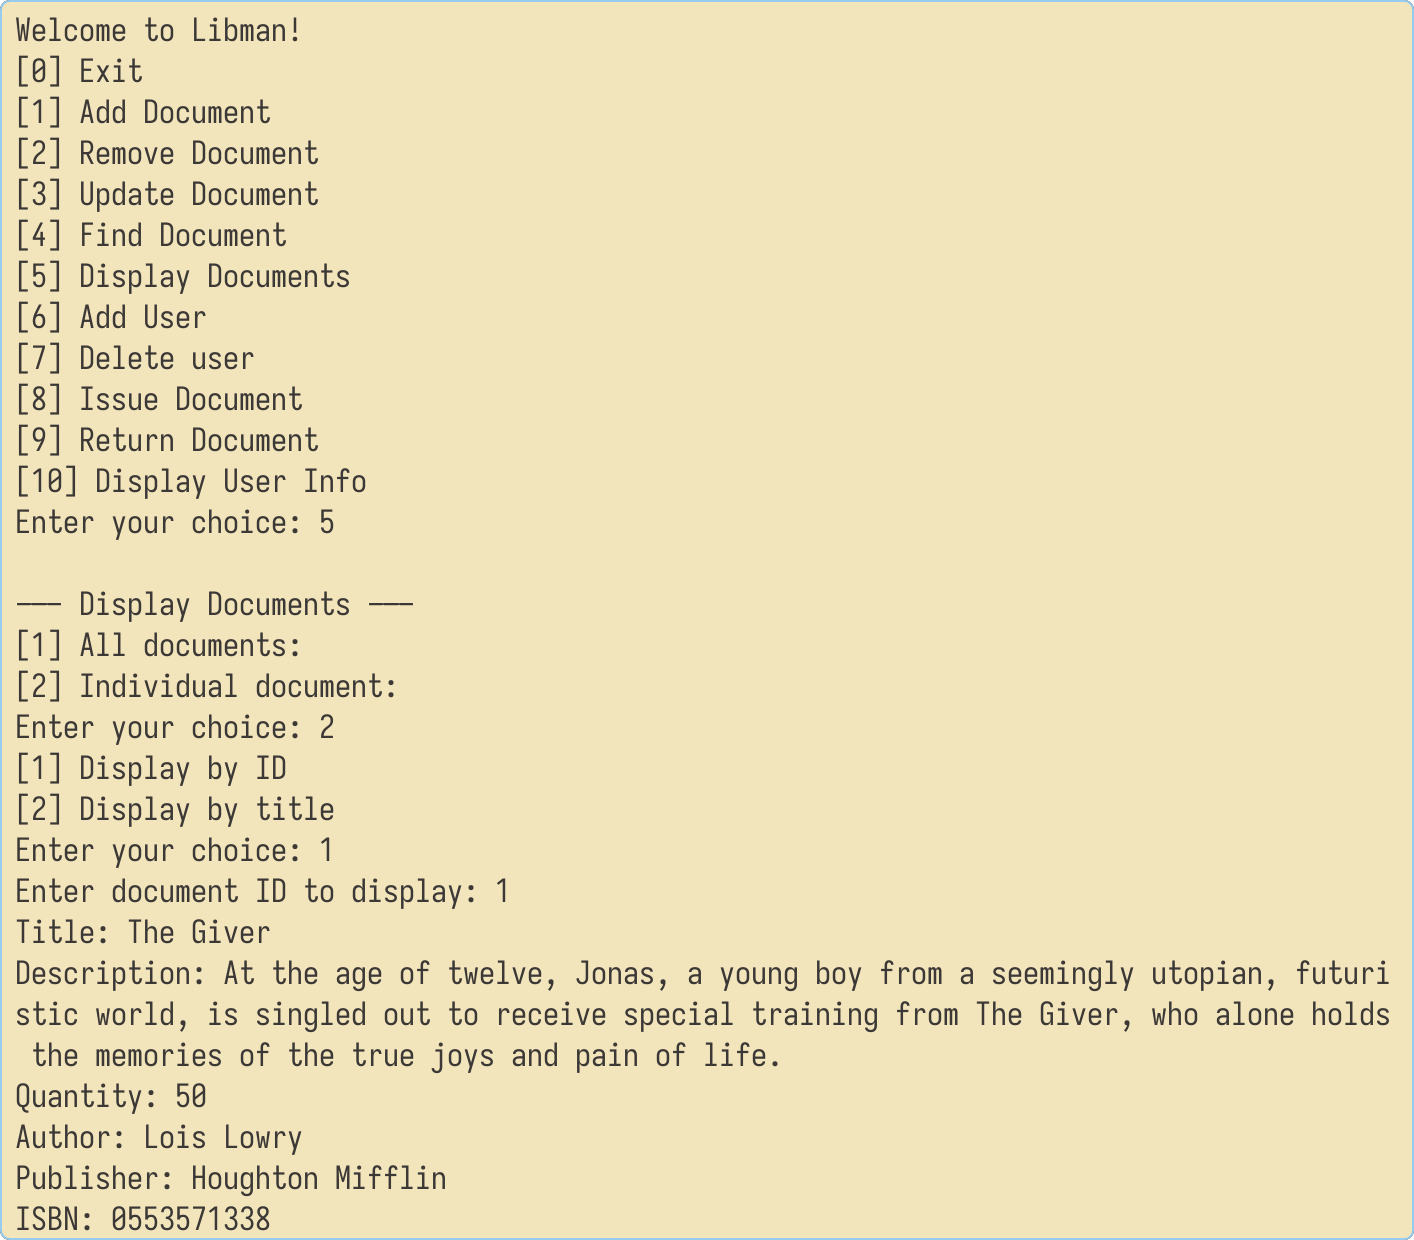 Welcome to Libman!
[0] Exit
[1] Add Document
[2] Remove Document
[3] Update Document
[4] Find Document
[5] Display Documents
[6] Add User
[7] Delete user
[8] Issue Document
[9] Return Document
[10] Display User Info
Enter your choice: 5

--- Display Documents ---
[1] All documents:
[2] Individual document:
Enter your choice: 2
[1] Display by ID
[2] Display by title
Enter your choice: 1
Enter document ID to display: 1
Title: The Giver
Description: At the age of twelve, Jonas, a young boy from a seemingly utopian, futuri
stic world, is singled out to receive special training from The Giver, who alone holds
 the memories of the true joys and pain of life.
Quantity: 50
Author: Lois Lowry
Publisher: Houghton Mifflin
ISBN: 0553571338